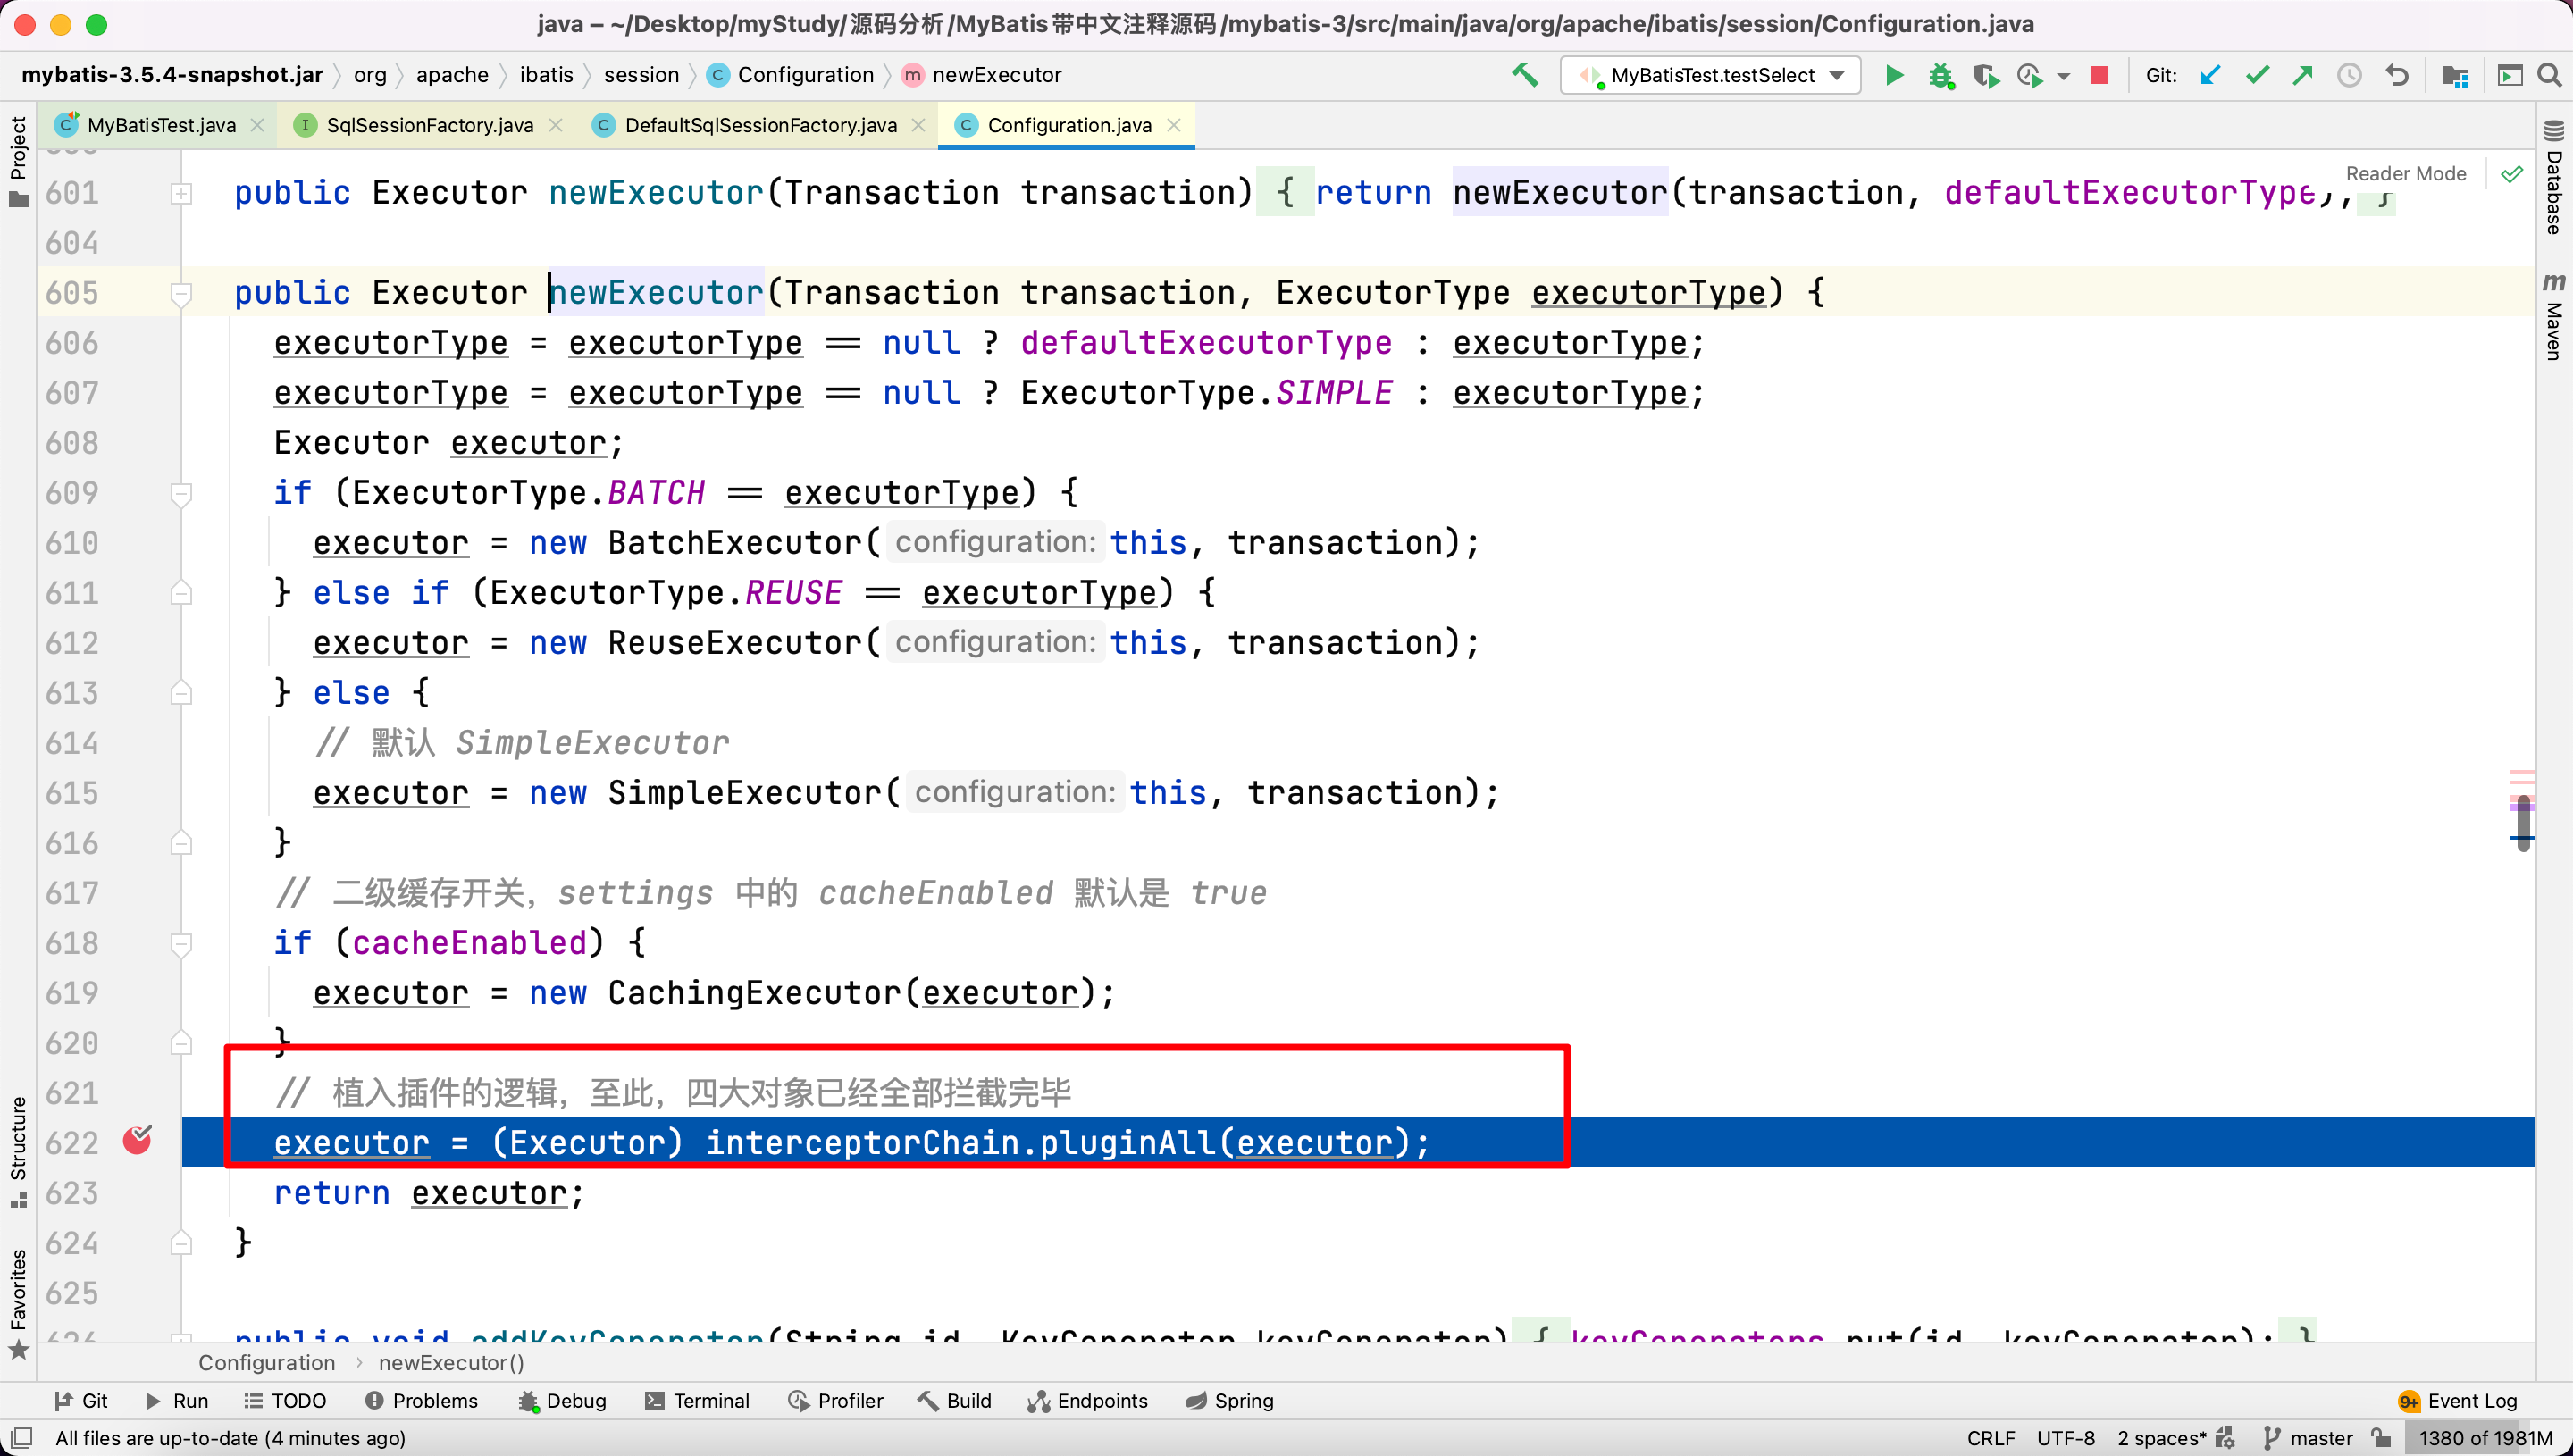 java – ~/Desktop/myStudy/源码分析/MyBatis带中文注释源码/mybatis-3/src/main/java/org/apache/ibatis/session/Configuration.java
mybatis-3.5.4-snapshot.jar org apache ibatis session C Configuration m newExecutor MyBatisTest.testSelect Git:
C MyBatisTest.java I SqlSessionFactory.java C DefaultSqlSessionFactory.java C Configuration.java
Project
Structure
Favorites
Database
m Maven
Reader Mode
601 public Executor newExecutor(Transaction transaction) { return newExecutor(transaction, defaultExecutorType); }
604
605 public Executor newExecutor(Transaction transaction, ExecutorType executorType) {
606 executorType = executorType == null ? defaultExecutorType : executorType;
607 executorType = executorType == null ? ExecutorType.SIMPLE : executorType;
608 Executor executor;
609 if (ExecutorType.BATCH == executorType) {
610 executor = new BatchExecutor( configuration: this, transaction);
611 } else if (ExecutorType.REUSE == executorType) {
612 executor = new ReuseExecutor( configuration: this, transaction);
613 } else {
614 // 默认 SimpleExecutor
615 executor = new SimpleExecutor( configuration: this, transaction);
616 }
617 // 二级缓存开关，settings 中的 cacheEnabled 默认是 true
618 if (cacheEnabled) {
619 executor = new CachingExecutor(executor);
620 }
621 // 植入插件的逻辑，至此，四大对象已经全部拦截完毕
622 executor = (Executor) interceptorChain.pluginAll(executor);
623 return executor;
624 }
625
626 public void addKeyGenerator(String id, KeyGenerator keyGenerator) { keyGenerators.put(id, keyGenerator); }
Configuration › newExecutor()
Git Run TODO Problems Debug Terminal Profiler Build Endpoints Spring 9+ Event Log
All files are up-to-date (4 minutes ago) CRLF UTF-8 2 spaces* master 1380 of 1981M